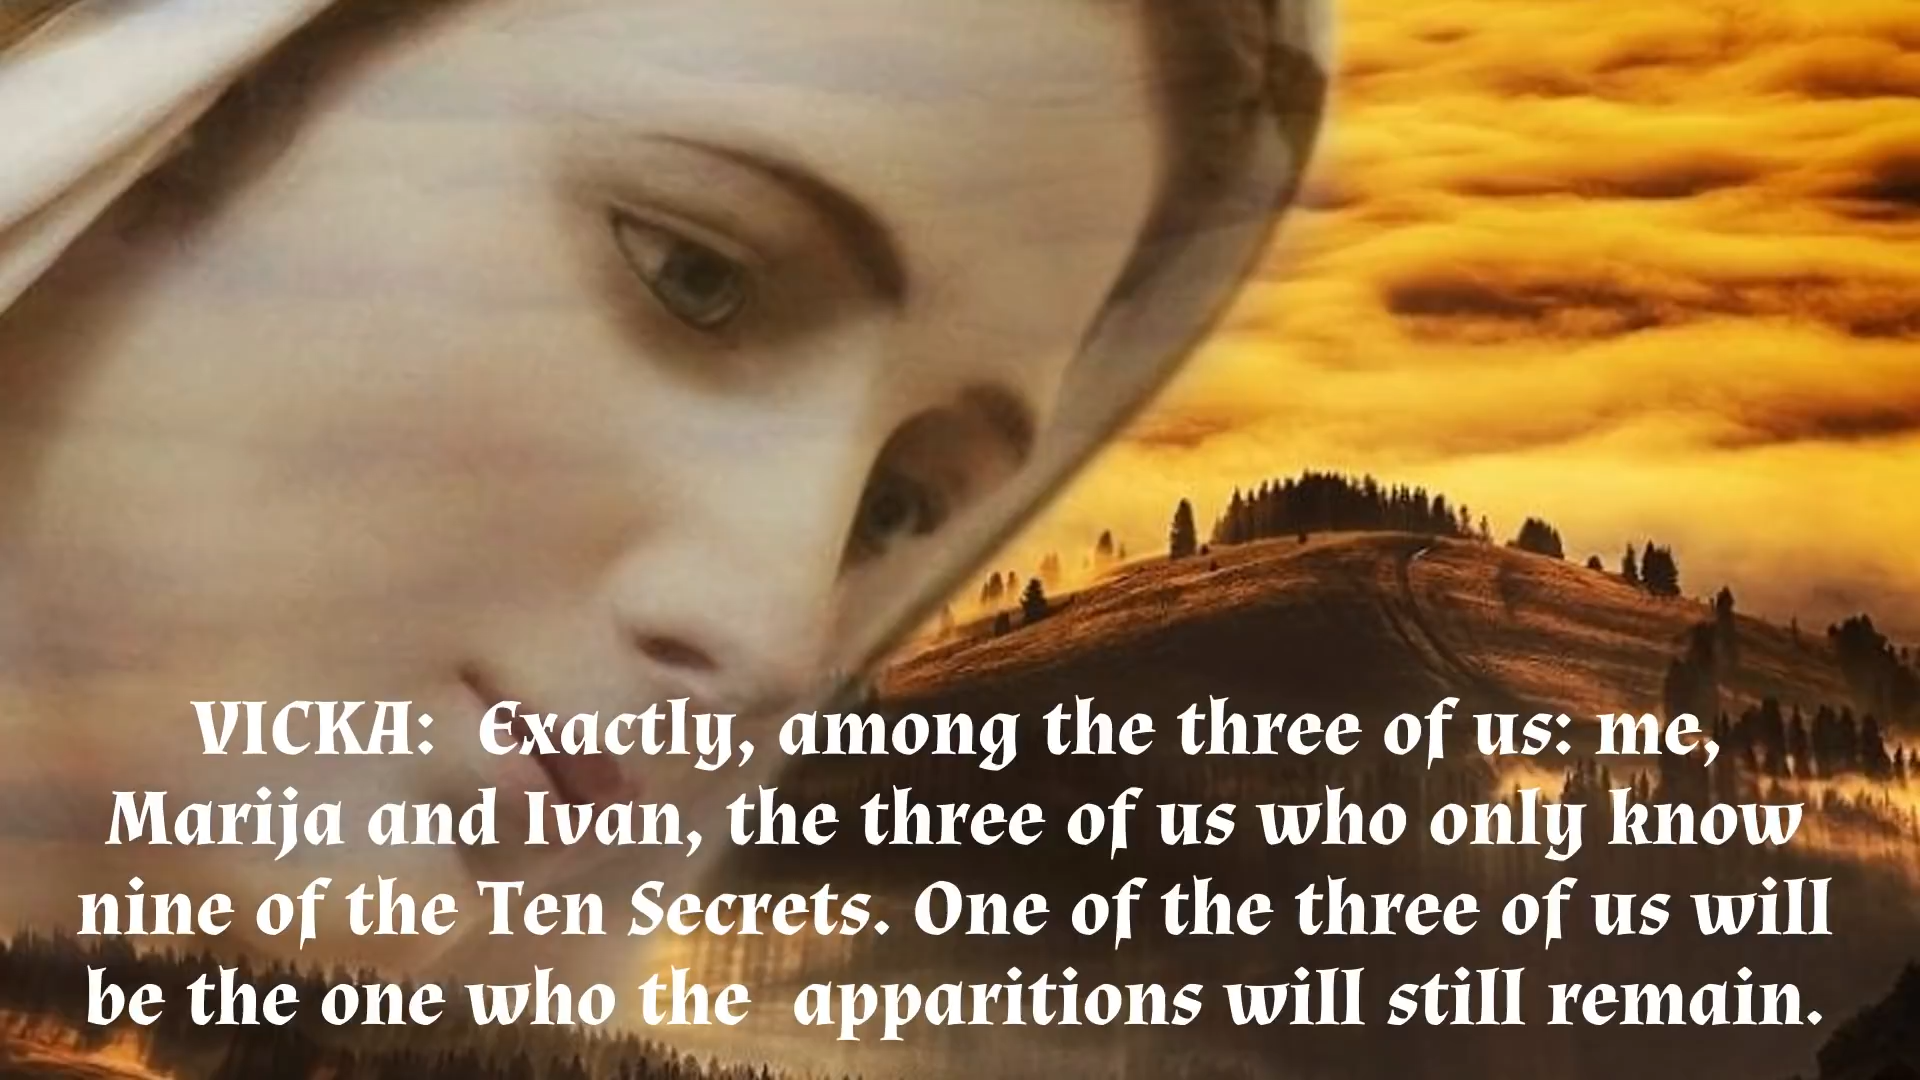 VICKA:  Exactly, among the three of us: me,
Marija and Ivan, the three of us who only know
nine of the Ten Secrets. One of the three of us will
be the one who the  apparitions will still remain.